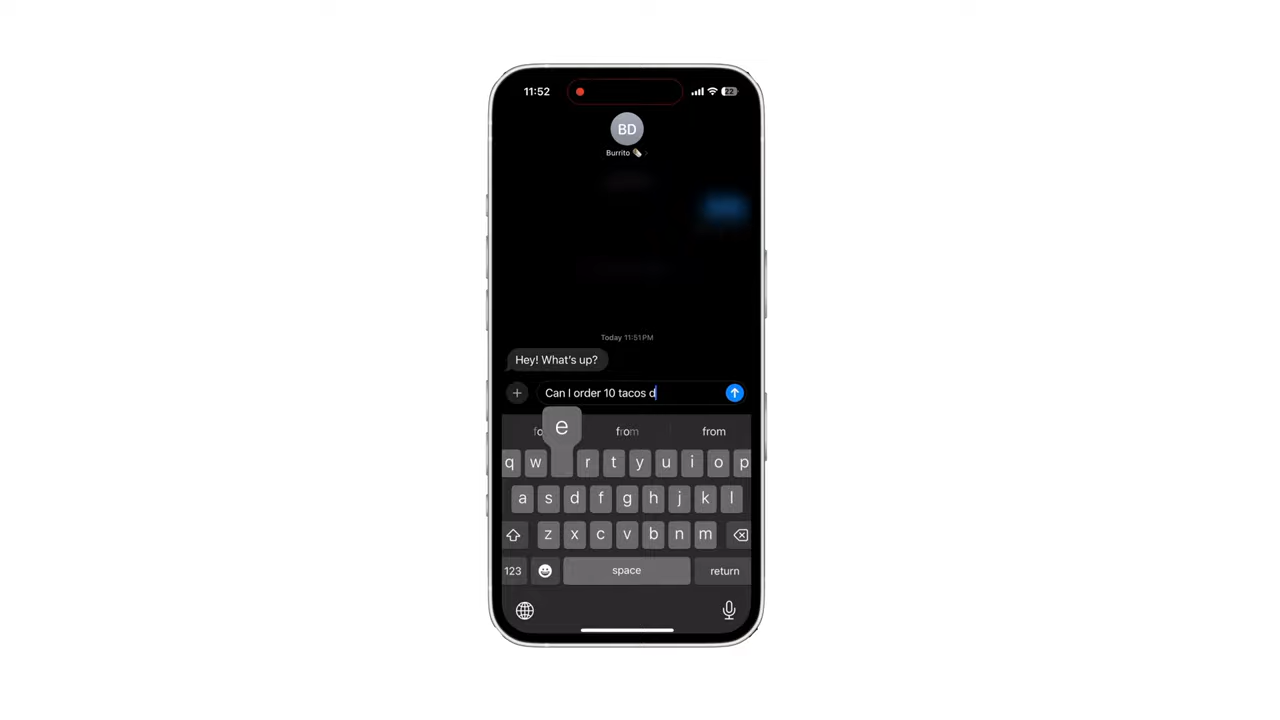 11:52
22
BD
Burrito 🌯 >
Today 11:51 PM
Hey! What's up?
Can I order 10 tacos d
from
from
e
q w r t y u i o p
a s d f g h j k l
z x c v b n m
123 space return